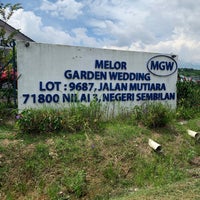 MELOR
GARDEN WEDDING
MGW
LOT : 9687, JALAN MUTIARA
71800 NILAI 3, NEGERI SEMBILAN